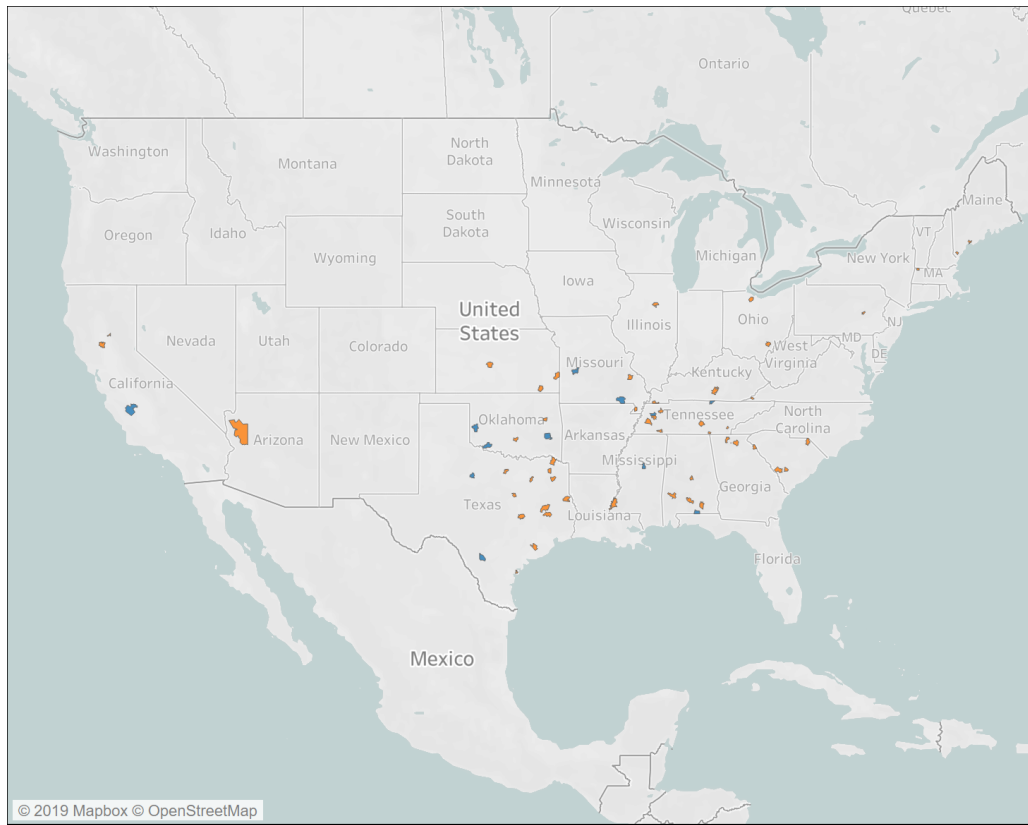 Quebec
Ontario
Washington
Montana
North
Dakota
Minnesota
Maine
Oregon
Idaho
South
Dakota
Wisconsin
Michigan
VT
New York
MA
Wyoming
Iowa
United
States
Illinois
Ohio
NJ
Nevada
Utah
Colorado
Missouri
West
Virginia
MD
DE
Kentucky
California
Oklahoma
Tennessee
North
Carolina
Arizona
New Mexico
Arkansas
Mississippi
Georgia
Texas
Louisiana
Florida
Mexico
© 2019 Mapbox © OpenStreetMap